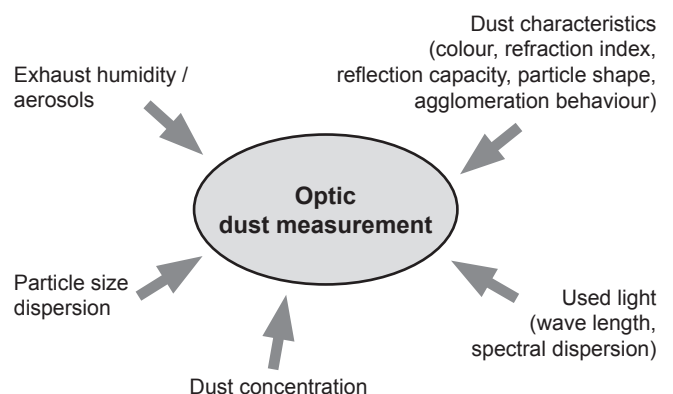 Dust characteristics
(colour, refraction index,
reflection capacity, particle shape,
agglomeration behaviour)
Exhaust humidity /
aerosols
Optic
dust measurement
Particle size
dispersion
Used light
(wave length,
spectral dispersion)
Dust concentration